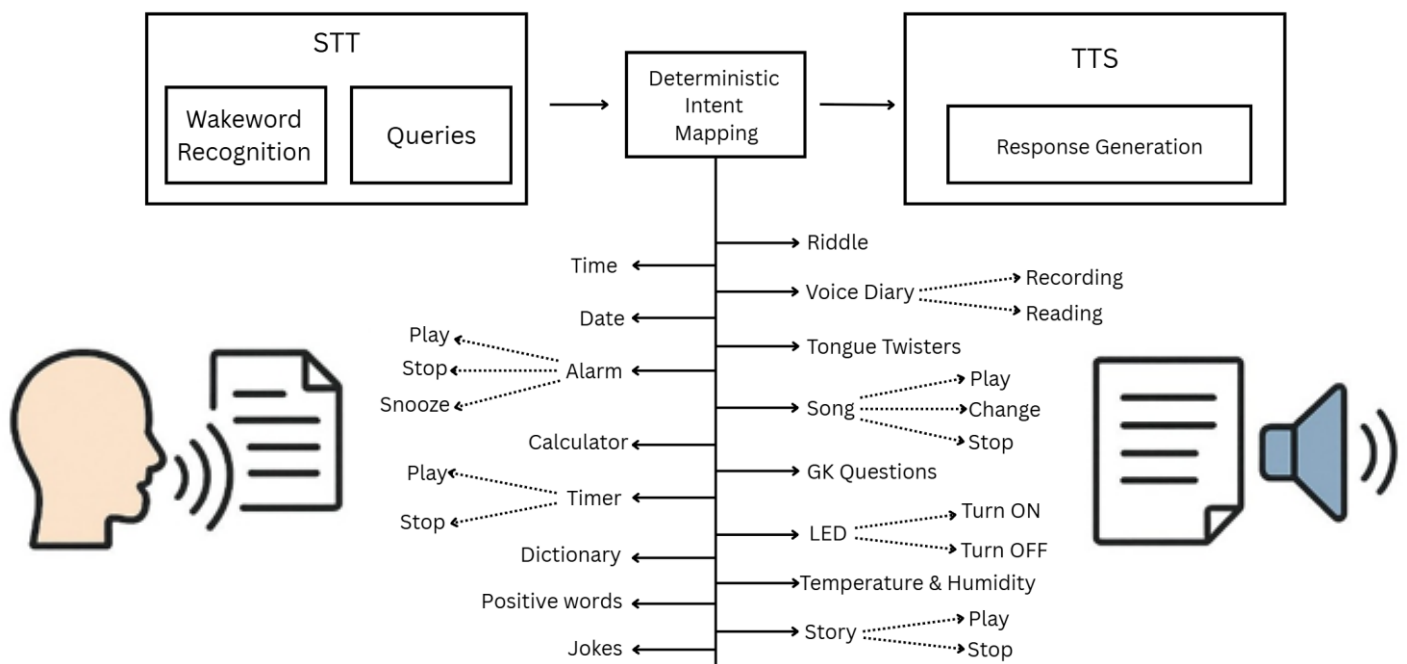 STT
Wakeword
Recognition
Queries
Deterministic
Intent
Mapping
TTS
Response Generation
Time
Date
Alarm
Play
Stop
Snooze
Calculator
Timer
Play
Stop
Dictionary
Positive words
Jokes
Riddle
Voice Diary
Recording
Reading
Tongue Twisters
Song
Play
Change
Stop
GK Questions
LED
Turn ON
Turn OFF
Temperature & Humidity
Story
Play
Stop